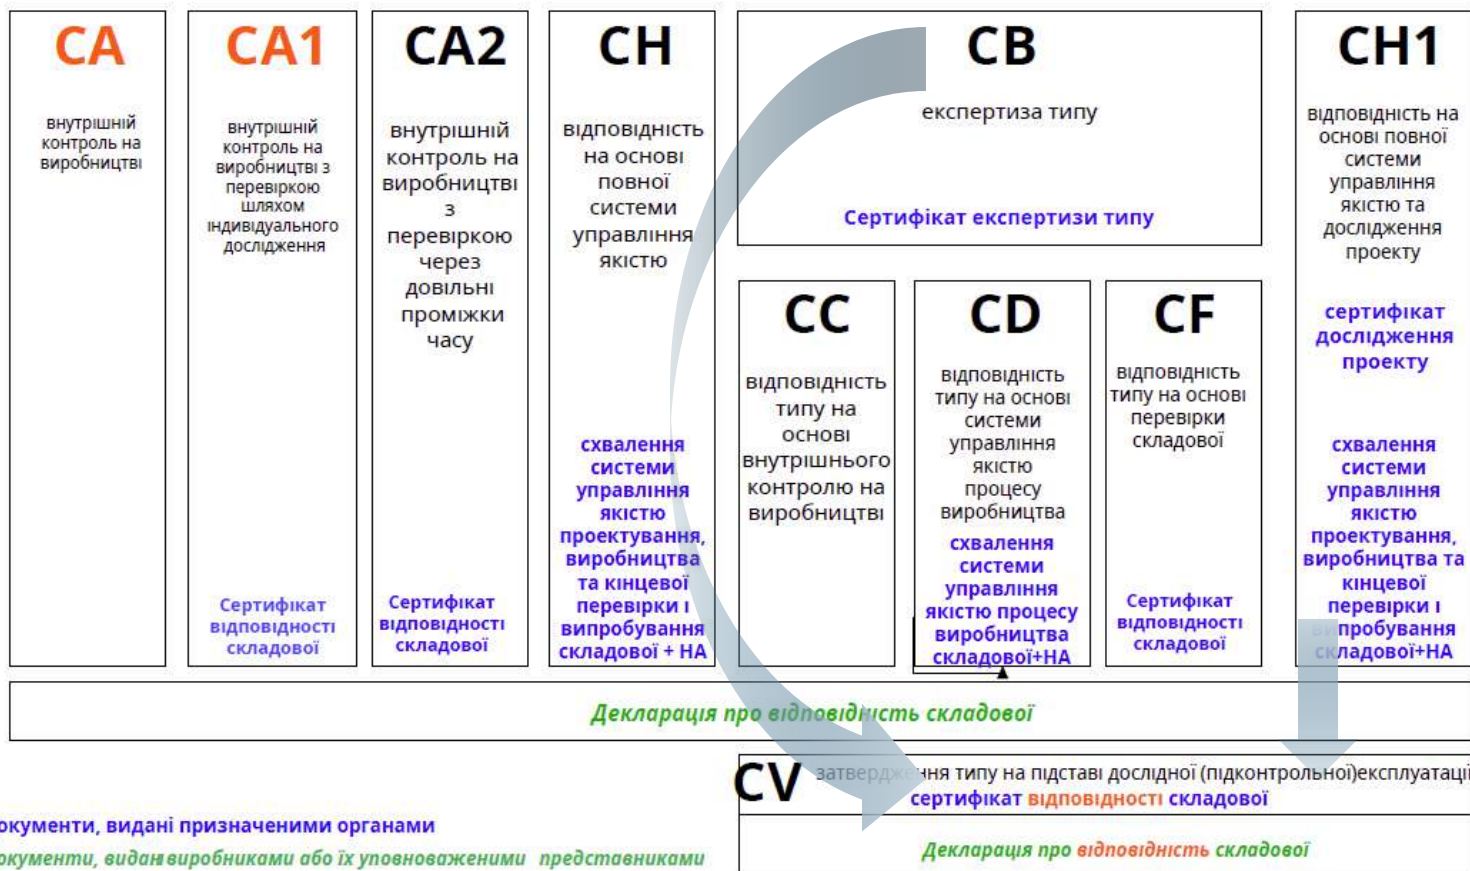 CA
внутрішній
контроль на
виробництві
CA1
внутрішній
контроль на
виробництві з
перевіркою
шляхом
індивідуального
дослідження
Сертифікат
відповідності
складової
CA2
внутрішній
контроль на
виробництві
з
перевіркою
через
довільні
проміжки
часу
Сертифікат
відповідності
складової
CH
відповідність
на основі
повної
системи
управління
якістю
схвалення
системи
управління
якістю
проектування,
виробництва
та кінцевої
перевірки і
випробування
складової + НА
CB
експертиза типу
Сертифікат експертизи типу
CC
відповідність
типу на
основі
внутрішнього
контролю на
виробництві
CD
відповідність
типу на основі
системи
управління
якістю
процесу
виробництва
схвалення
системи
управління
якістю процесу
виробництва
складової+НА
CF
відповідність
типу на основі
перевірки
складової
Сертифікат
відповідності
складової
CH1
відповідність на
основі повної
системи
управління
якістю та
дослідження
проекту
сертифікат
дослідження
проекту
схвалення
системи
управління
якістю
проектування,
виробництва та
кінцевої
перевірки і
випробування
складової+НА
Декларація про відповідність складової
CV затвердження типу на підставі дослідної (підконтрольної)експлуатації
сертифікат відповідності складової
Декларація про відповідність складової
окументи, видані призначеними органами
окументи, видані виробниками або їх уповноваженими представниками